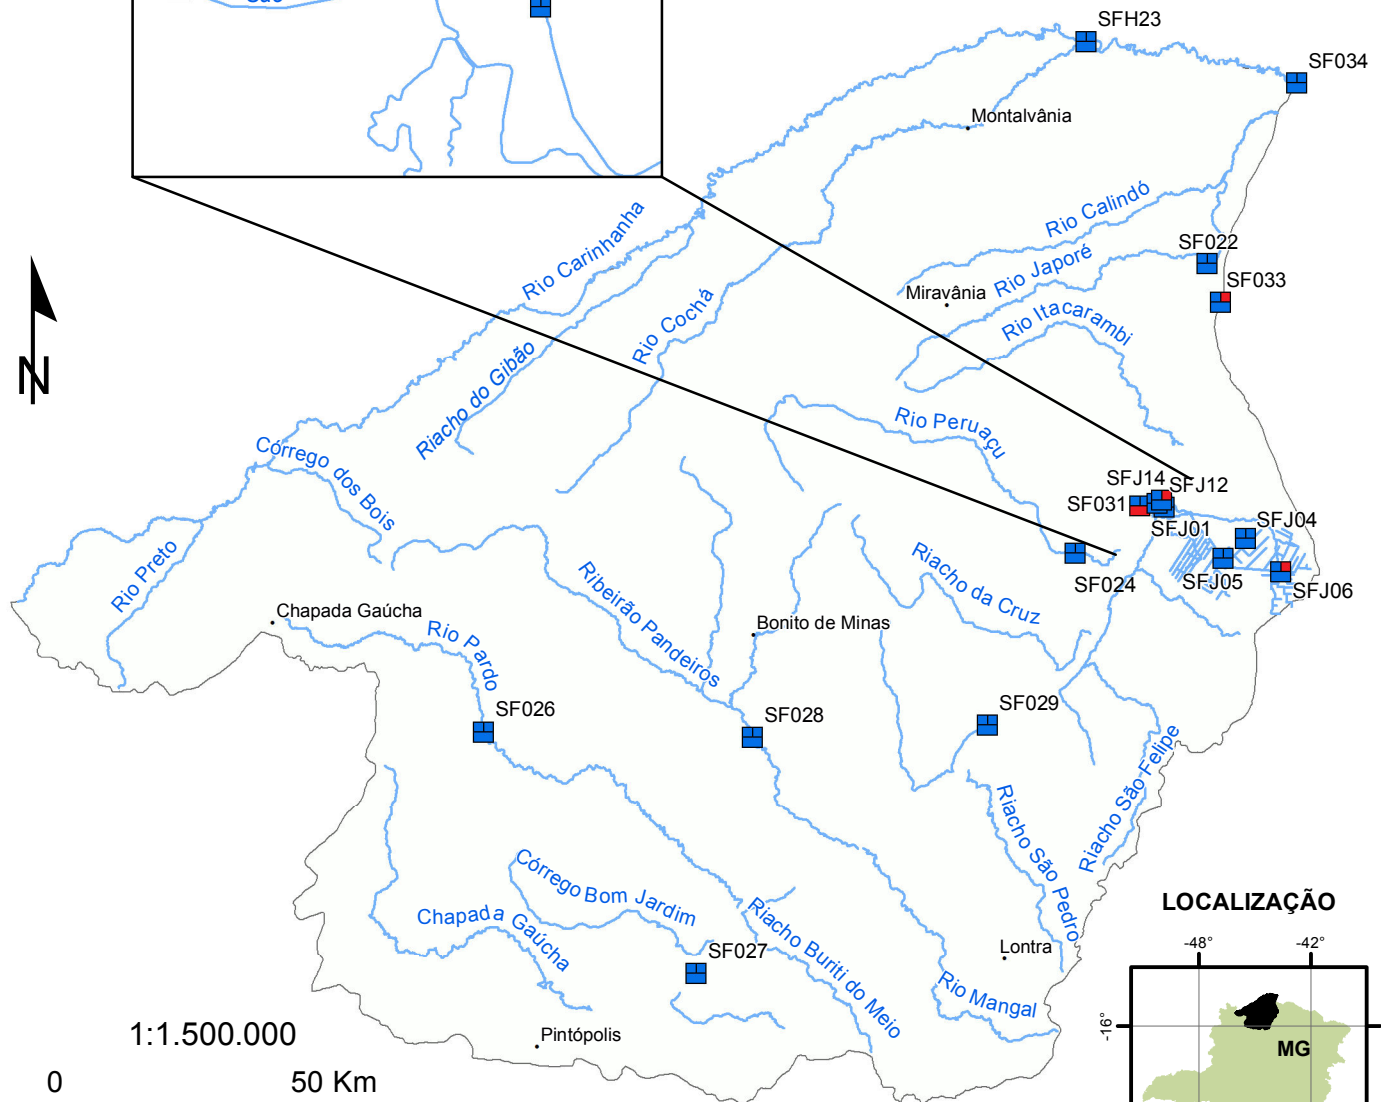 São
SFH23
SF034
Montalvânia
Rio Calindó
Rio Carinhanha
SF022
Rio Japoré
SF033
Miravânia
Rio Cochá
Rio Itacarambi
N
Riacho do Gibão
Rio Peruaçu
Córrego dos Bois
SFJ14
SFJ12
SF031
SFJ01
SFJ04
Rio Preto
Ribeirão Pandeiros
Riacho da Cruz
SF024
SFJ05
SFJ06
Chapada Gaúcha
Bonito de Minas
Rio Pardo
SF026
SF028
SF029
Riacho São Felipe
Riacho São Pedro
Córrego Bom Jardim
Chapada Gaúcha
Riacho Buriti do Meio
LOCALIZAÇÃO
SF027
Lontra
-48°
-42°
Rio Mangal
-16°
1:1.500.000
Pintópolis
MG
0
50 Km